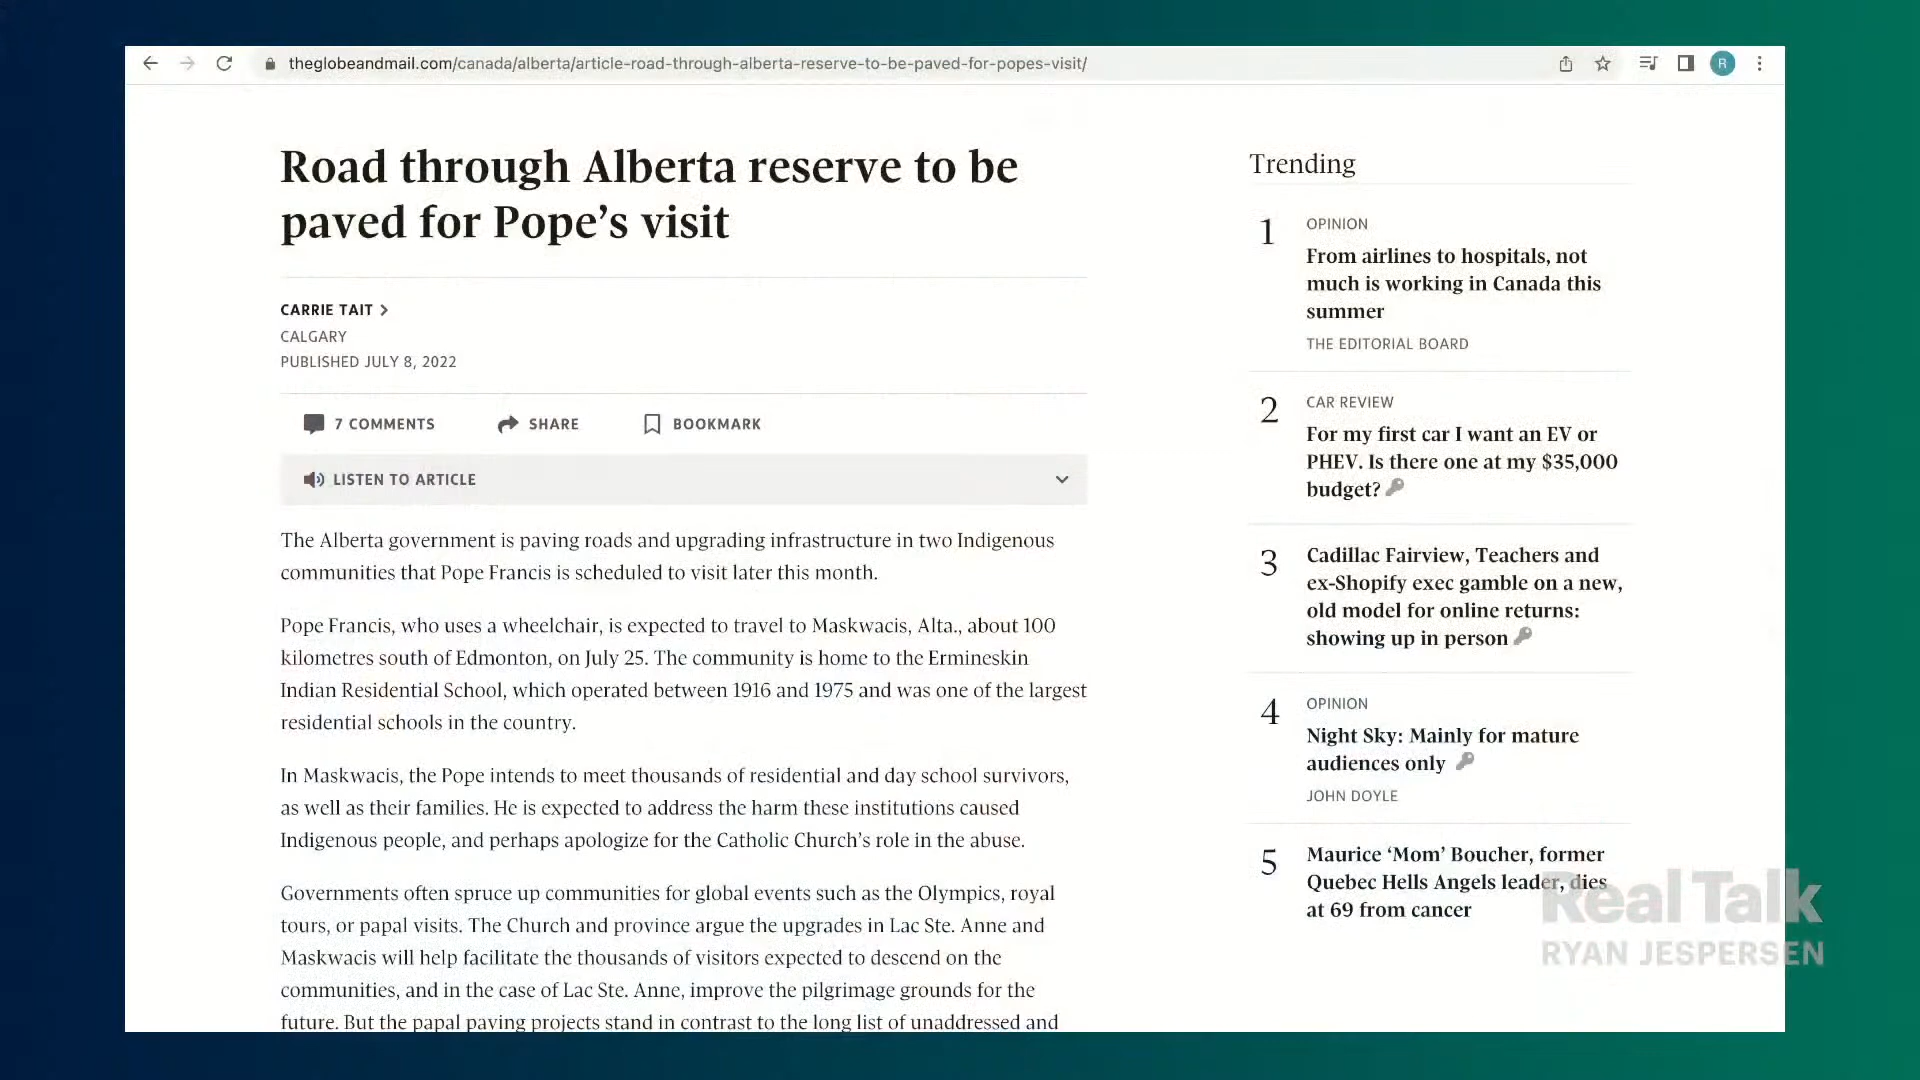 theglobeandmail.com/canada/alberta/article-road-through-alberta-reserve-to-be-paved-for-popes-visit/
R
Road through Alberta reserve to be
paved for Pope’s visit
CARRIE TAIT
CALGARY
PUBLISHED JULY 8, 2022
7 COMMENTS
SHARE
BOOKMARK
LISTEN TO ARTICLE
The Alberta government is paving roads and upgrading infrastructure in two Indigenous
communities that Pope Francis is scheduled to visit later this month.
Pope Francis, who uses a wheelchair, is expected to travel to Maskwacis, Alta., about 100
kilometres south of Edmonton, on July 25. The community is home to the Ermineskin
Indian Residential School, which operated between 1916 and 1975 and was one of the largest
residential schools in the country.
In Maskwacis, the Pope intends to meet thousands of residential and day school survivors,
as well as their families. He is expected to address the harm these institutions caused
Indigenous people, and perhaps apologize for the Catholic Church’s role in the abuse.
Governments often spruce up communities for global events such as the Olympics, royal
tours, or papal visits. The Church and province argue the upgrades in Lac Ste. Anne and
Maskwacis will help facilitate the thousands of visitors expected to descend on the
communities, and in the case of Lac Ste. Anne, improve the pilgrimage grounds for the
future. But the papal paving projects stand in contrast to the long list of unaddressed and
Trending
1
OPINION
From airlines to hospitals, not
much is working in Canada this
summer
THE EDITORIAL BOARD
2
CAR REVIEW
For my first car I want an EV or
PHEV. Is there one at my $35,000
budget?
3
Cadillac Fairview, Teachers and
ex-Shopify exec gamble on a new,
old model for online returns:
showing up in person
4
OPINION
Night Sky: Mainly for mature
audiences only
JOHN DOYLE
5
Maurice ‘Mom’ Boucher, former
Quebec Hells Angels leader, dies
at 69 from cancer
Real Talk
RYAN JESPERSEN